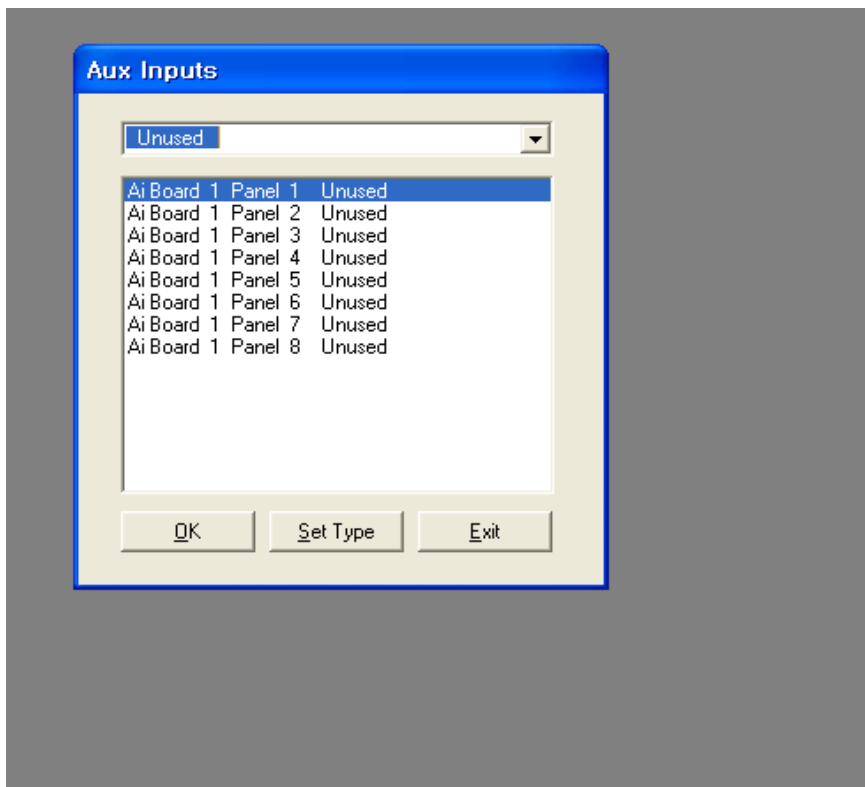 Aux Inputs
Unused
Ai Board 1 Panel 1 Unused
Ai Board 1 Panel 2 Unused
Ai Board 1 Panel 3 Unused
Ai Board 1 Panel 4 Unused
Ai Board 1 Panel 5 Unused
Ai Board 1 Panel 6 Unused
Ai Board 1 Panel 7 Unused
Ai Board 1 Panel 8 Unused
OK Set Type Exit